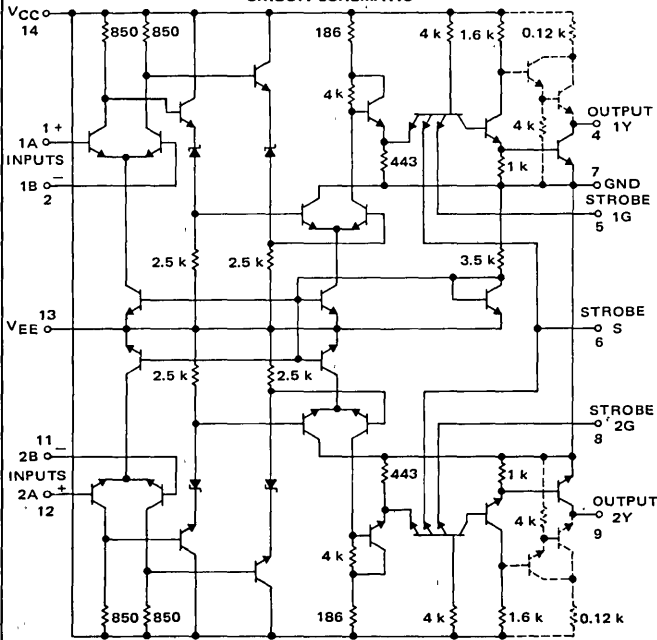 VCC
14
850
850
186
4 k
1.6 k
0.12 k
4 k
4 k
OUTPUT
1Y
4
1 +
1A
INPUTS
1B −
2
443
1 k
7
GND
STROBE
1G
5
2.5 k
2.5 k
3.5 k
13
VEE
STROBE
S
6
2.5 k
2.5 k
STROBE
2G
8
11
2B −
INPUTS
2A +
12
443
1 k
4 k
OUTPUT
2Y
9
4 k
850
850
186
4 k
1.6 k
0.12 k